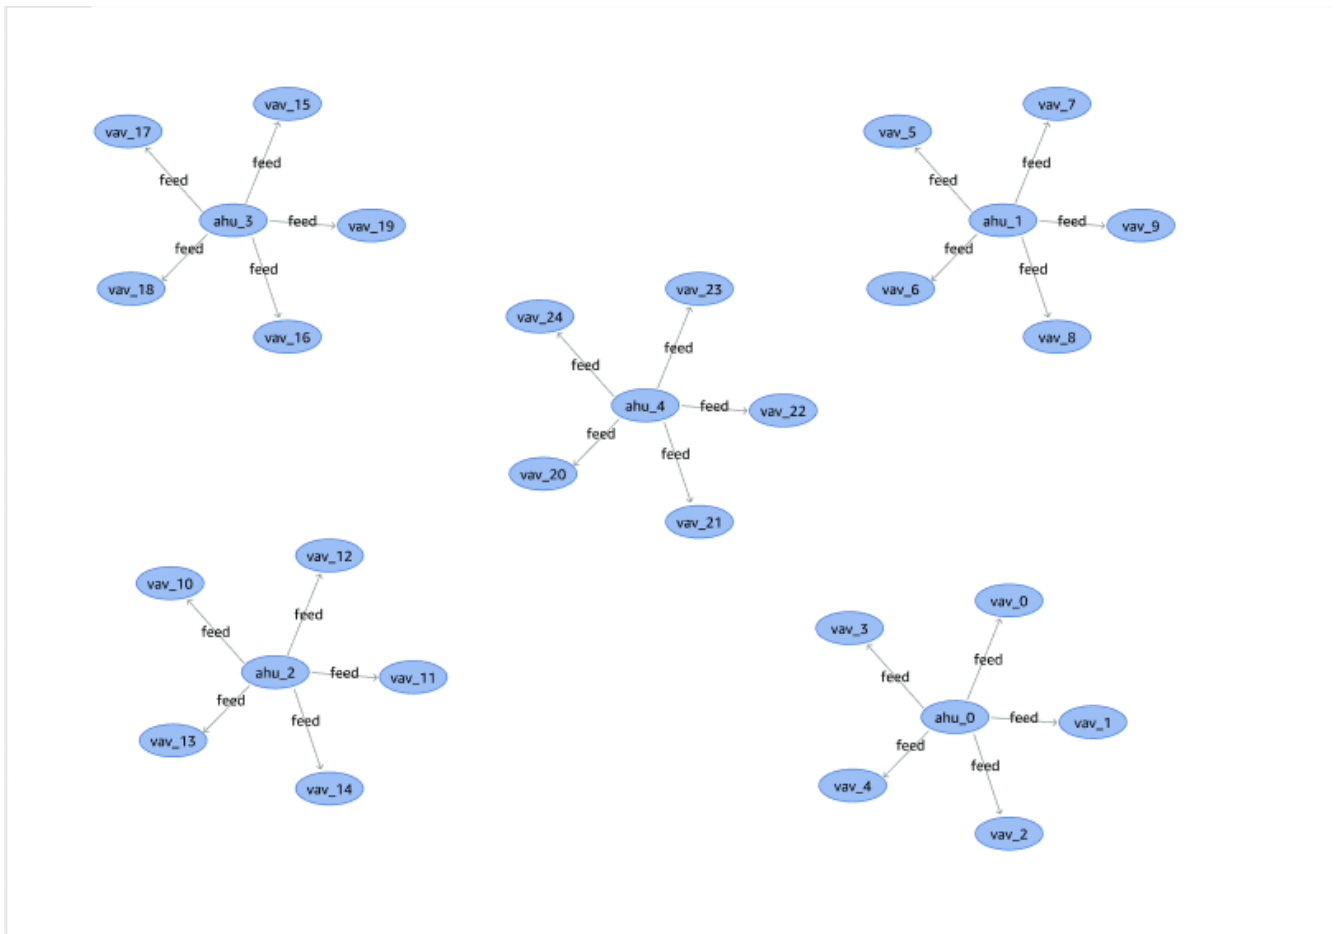 vav_15
vav_17
feed
feed
ahu_3
feed
vav_19
feed
feed
vav_18
vav_16
vav_7
vav_5
feed
feed
ahu_1
feed
vav_9
feed
feed
vav_6
vav_8
vav_23
vav_24
feed
feed
ahu_4
feed
vav_22
feed
feed
vav_20
vav_21
vav_12
vav_10
feed
feed
ahu_2
feed
vav_11
feed
feed
vav_13
vav_14
vav_0
vav_3
feed
feed
ahu_0
feed
vav_1
feed
feed
vav_4
vav_2